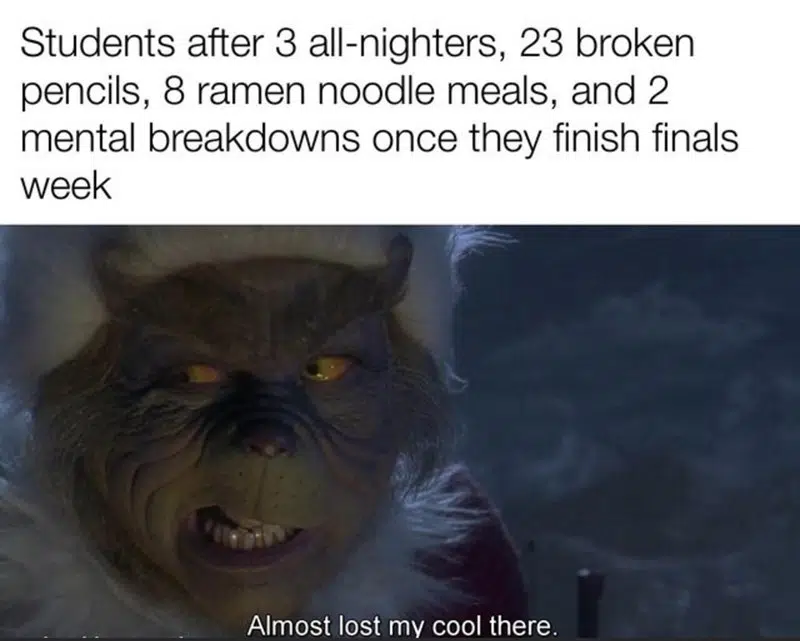 Students after 3 all-nighters, 23 broken
pencils, 8 ramen noodle meals, and 2
mental breakdowns once they finish finals
week
Almost lost my cool there.